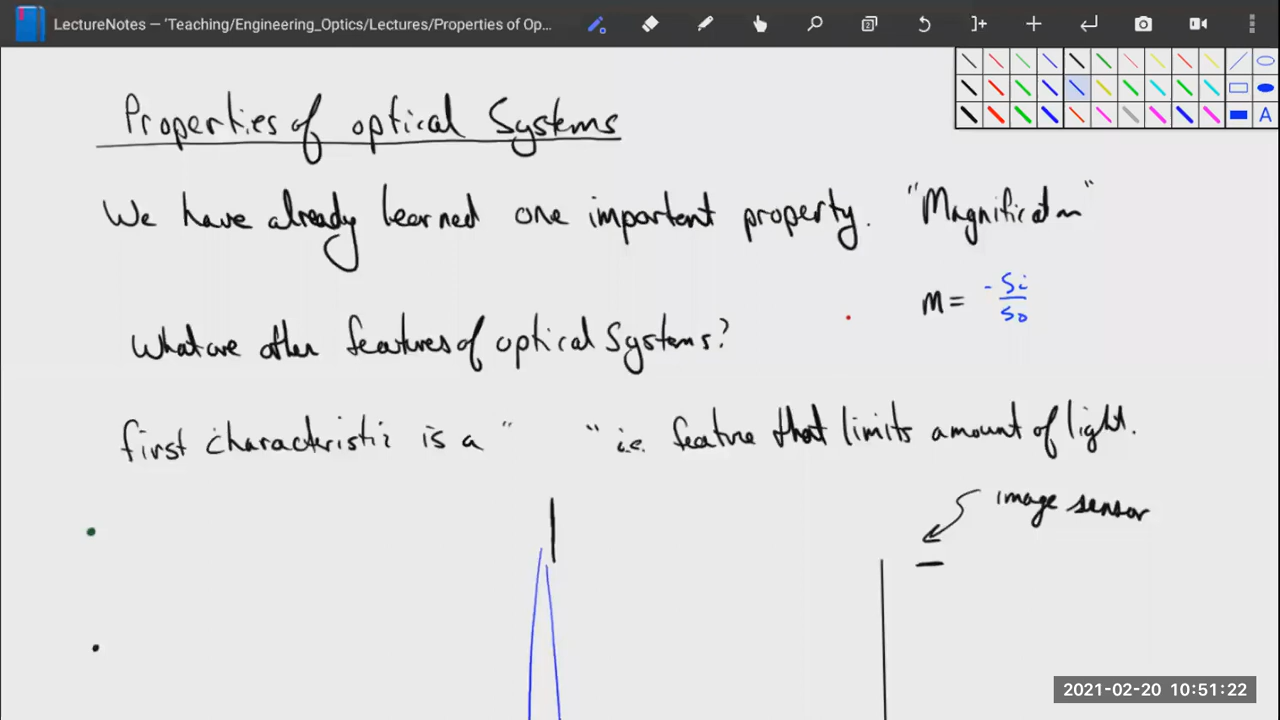 LectureNotes — 'Teaching/Engineering_Optics/Lectures/Properties of Op...
A
Properties of optical Systems
We have already learned one important property. "Magnification"
m = -Si/So
What are other features of optical Systems?
first characteristic is a " " i.e. feature that limits amount of light.
image sensor
2021-02-20 10:51:22